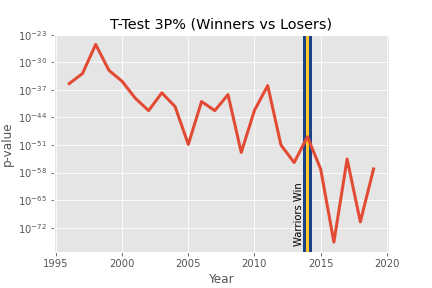 T-Test 3P% (Winners vs Losers)
10⁻²³
10⁻³⁰
10⁻³⁷
10⁻⁴⁴
10⁻⁵¹
10⁻⁵⁸
10⁻⁶⁵
10⁻⁷²
p-value
Warriors Win
1995 2000 2005 2010 2015 2020
Year